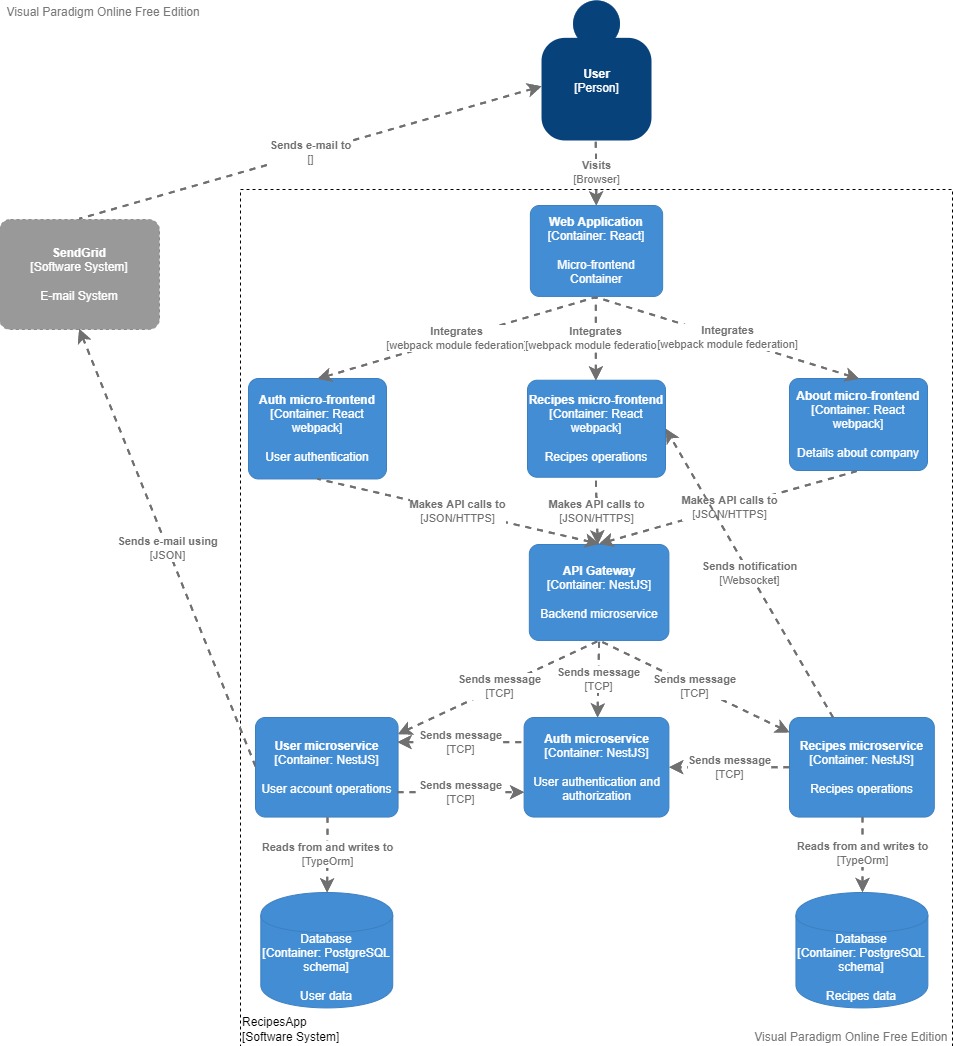 Visual Paradigm Online Free Edition
User
[Person]
Sends e-mail to
[]
Visits
[Browser]
SendGrid
[Software System]
E-mail System
Web Application
[Container: React]
Micro-frontend
Container
Integrates
[webpack module federation]
Integrates
[webpack module federatio
Integrates
[webpack module federation]
Auth micro-frontend
[Container: React
webpack]
User authentication
Recipes micro-frontend
[Container: React
webpack]
Recipes operations
About micro-frontend
[Container: React
webpack]
Details about company
Makes API calls to
[JSON/HTTPS]
Makes API calls to
[JSON/HTTPS]
Makes API calls to
[JSON/HTTPS]
Sends e-mail using
[JSON]
API Gateway
[Container: NestJS]
Backend microservice
Sends notification
[Websocket]
Sends message
[TCP]
Sends message
[TCP]
Sends message
[TCP]
User microservice
[Container: NestJS]
User account operations
Sends message
[TCP]
Sends message
[TCP]
Auth microservice
[Container: NestJS]
User authentication and
authorization
Sends message
[TCP]
Recipes microservice
[Container: NestJS]
Recipes operations
Reads from and writes to
[TypeOrm]
Reads from and writes to
[TypeOrm]
Database
[Container: PostgreSQL
schema]
User data
Database
[Container: PostgreSQL
schema]
Recipes data
RecipesApp
[Software System]
Visual Paradigm Online Free Edition